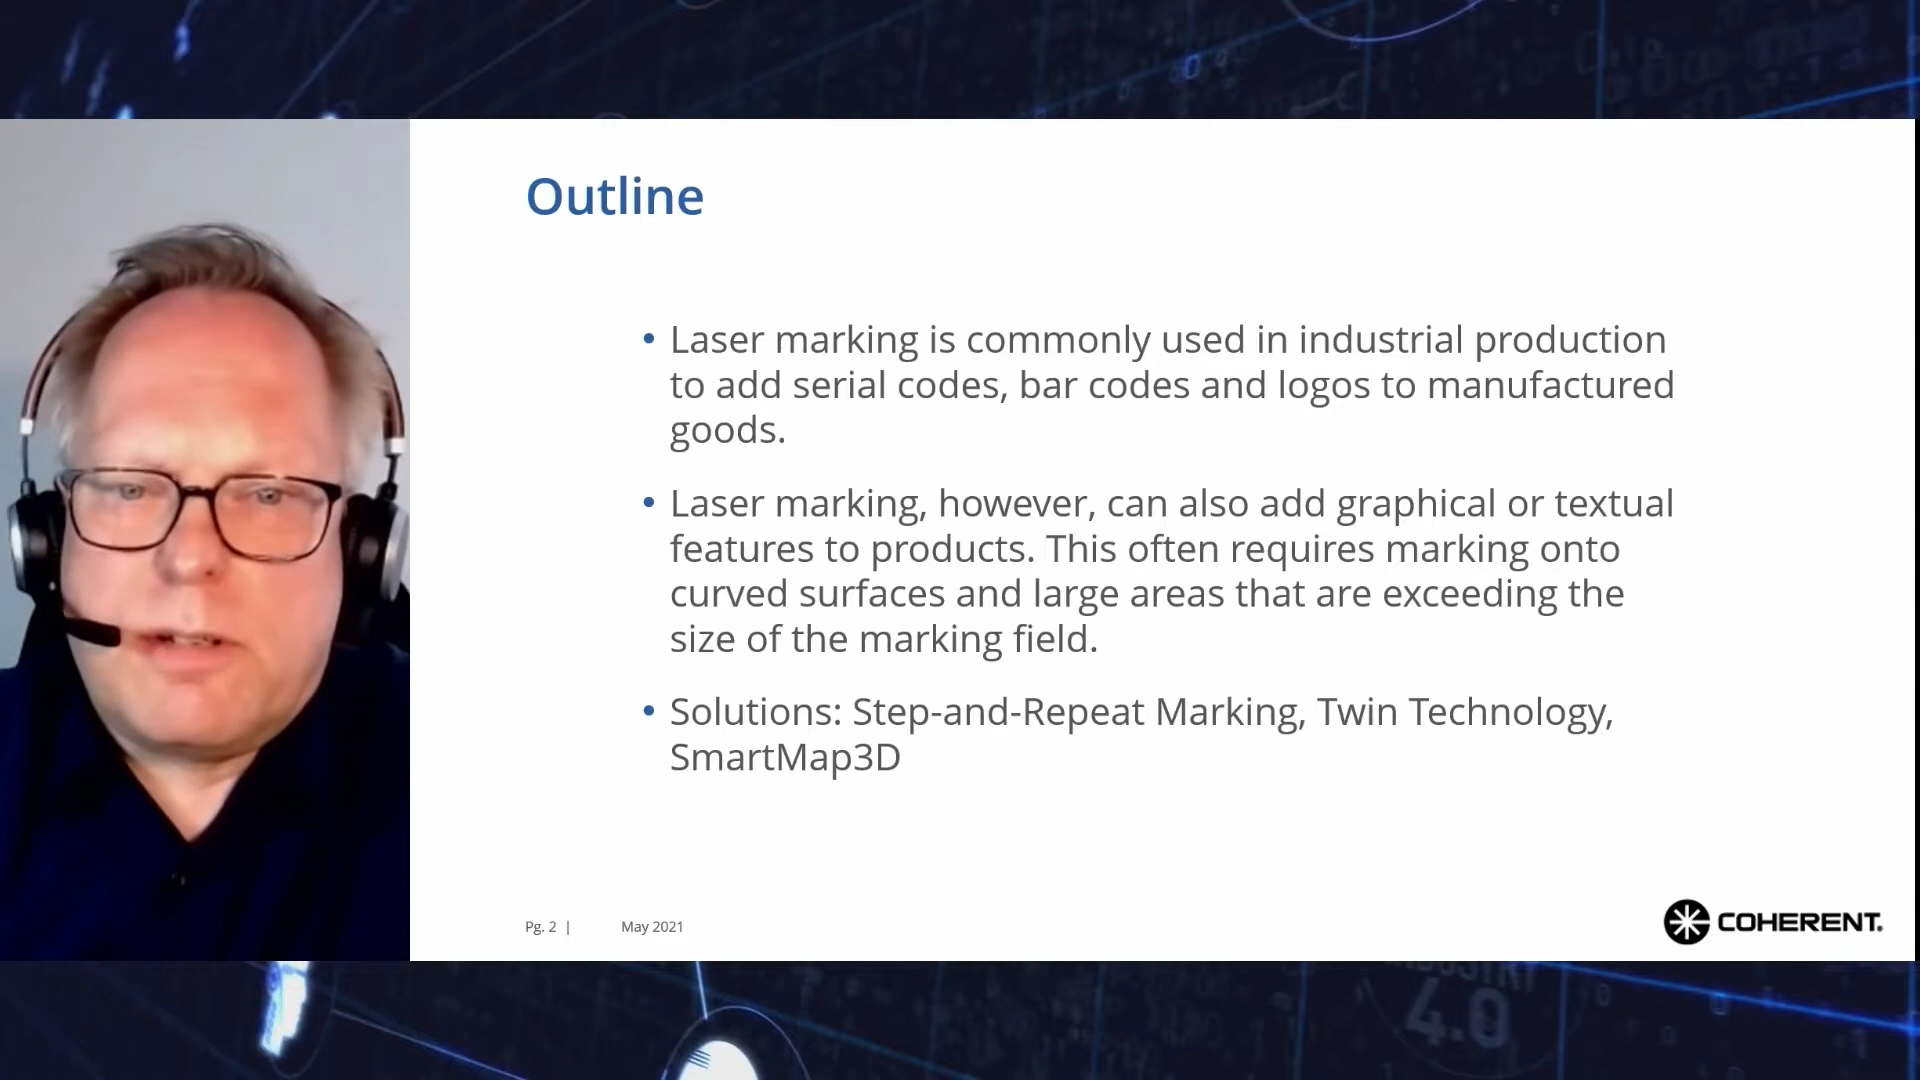 Outline
• Laser marking is commonly used in industrial production
to add serial codes, bar codes and logos to manufactured
goods.
• Laser marking, however, can also add graphical or textual
features to products. This often requires marking onto
curved surfaces and large areas that are exceeding the
size of the marking field.
• Solutions: Step-and-Repeat Marking, Twin Technology,
SmartMap3D
Pg. 2 | May 2021
COHERENT.
INDUSTRY
4.0